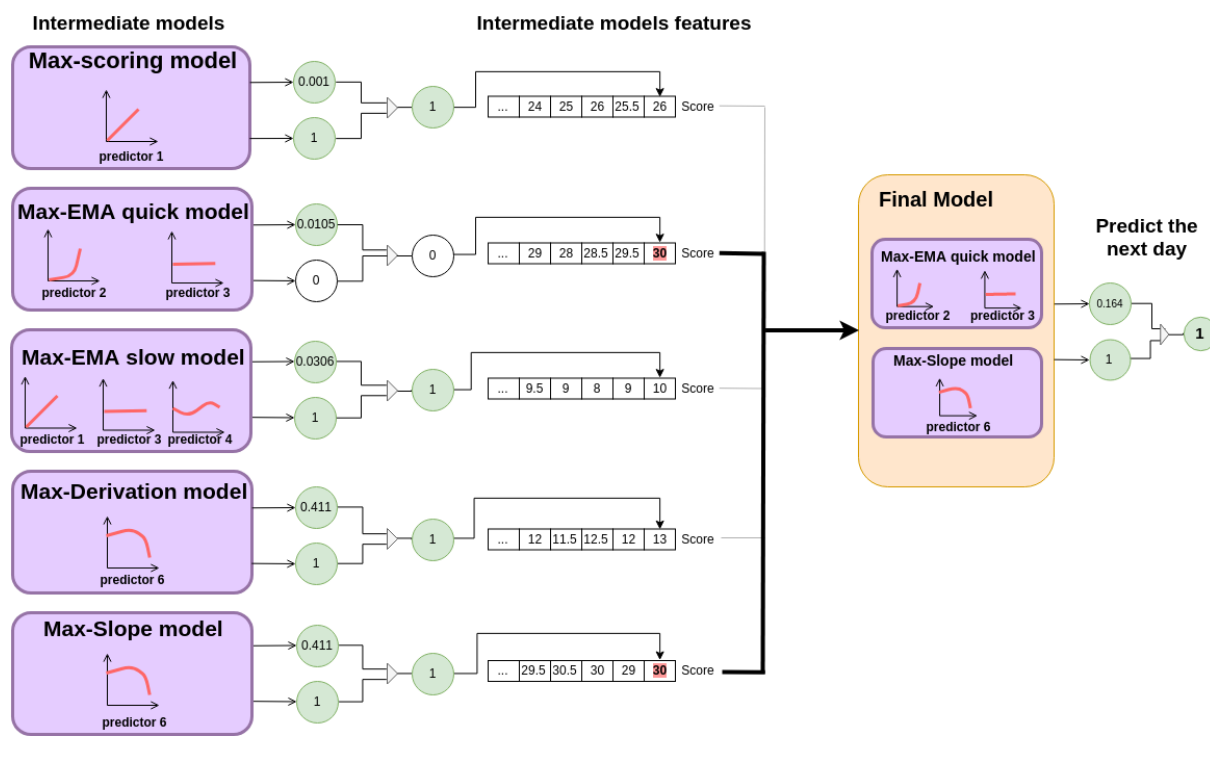 Intermediate models
Intermediate models features
Max-scoring model
predictor 1
0.001
1
1
... 24 25 26 25.5 26 Score
Max-EMA quick model
predictor 2 predictor 3
0.0105
0
0
... 29 28 28.5 29.5 30 Score
Max-EMA slow model
predictor 1 predictor 3 predictor 4
0.0306
1
1
... 9.5 9 8 9 10 Score
Max-Derivation model
predictor 6
0.411
1
1
... 12 11.5 12.5 12 13 Score
Max-Slope model
predictor 6
0.411
1
1
... 29.5 30.5 30 29 30 Score
Final Model
Max-EMA quick model
predictor 2 predictor 3
Max-Slope model
predictor 6
Predict the
next day
0.164
1
1